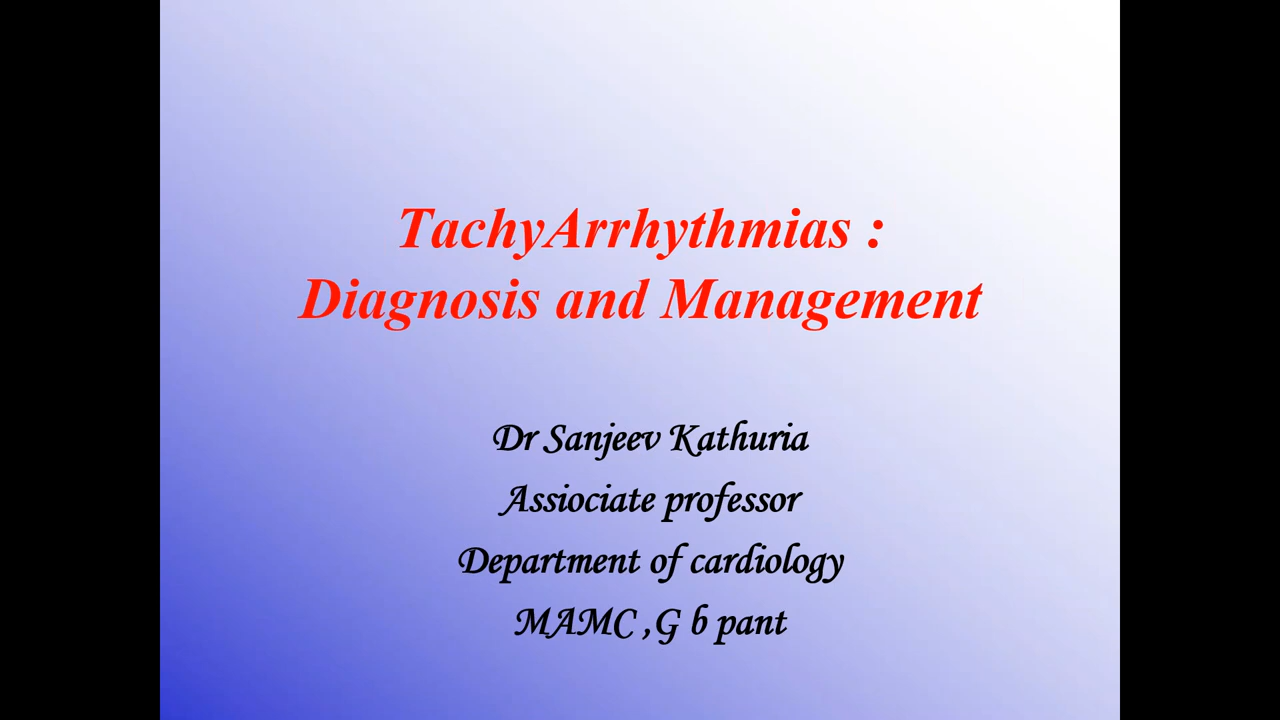 TachyArrhythmias :
Diagnosis and Management
Dr Sanjeev Kathuria
Assiociate professor
Department of cardiology
MAMC ,G b pant